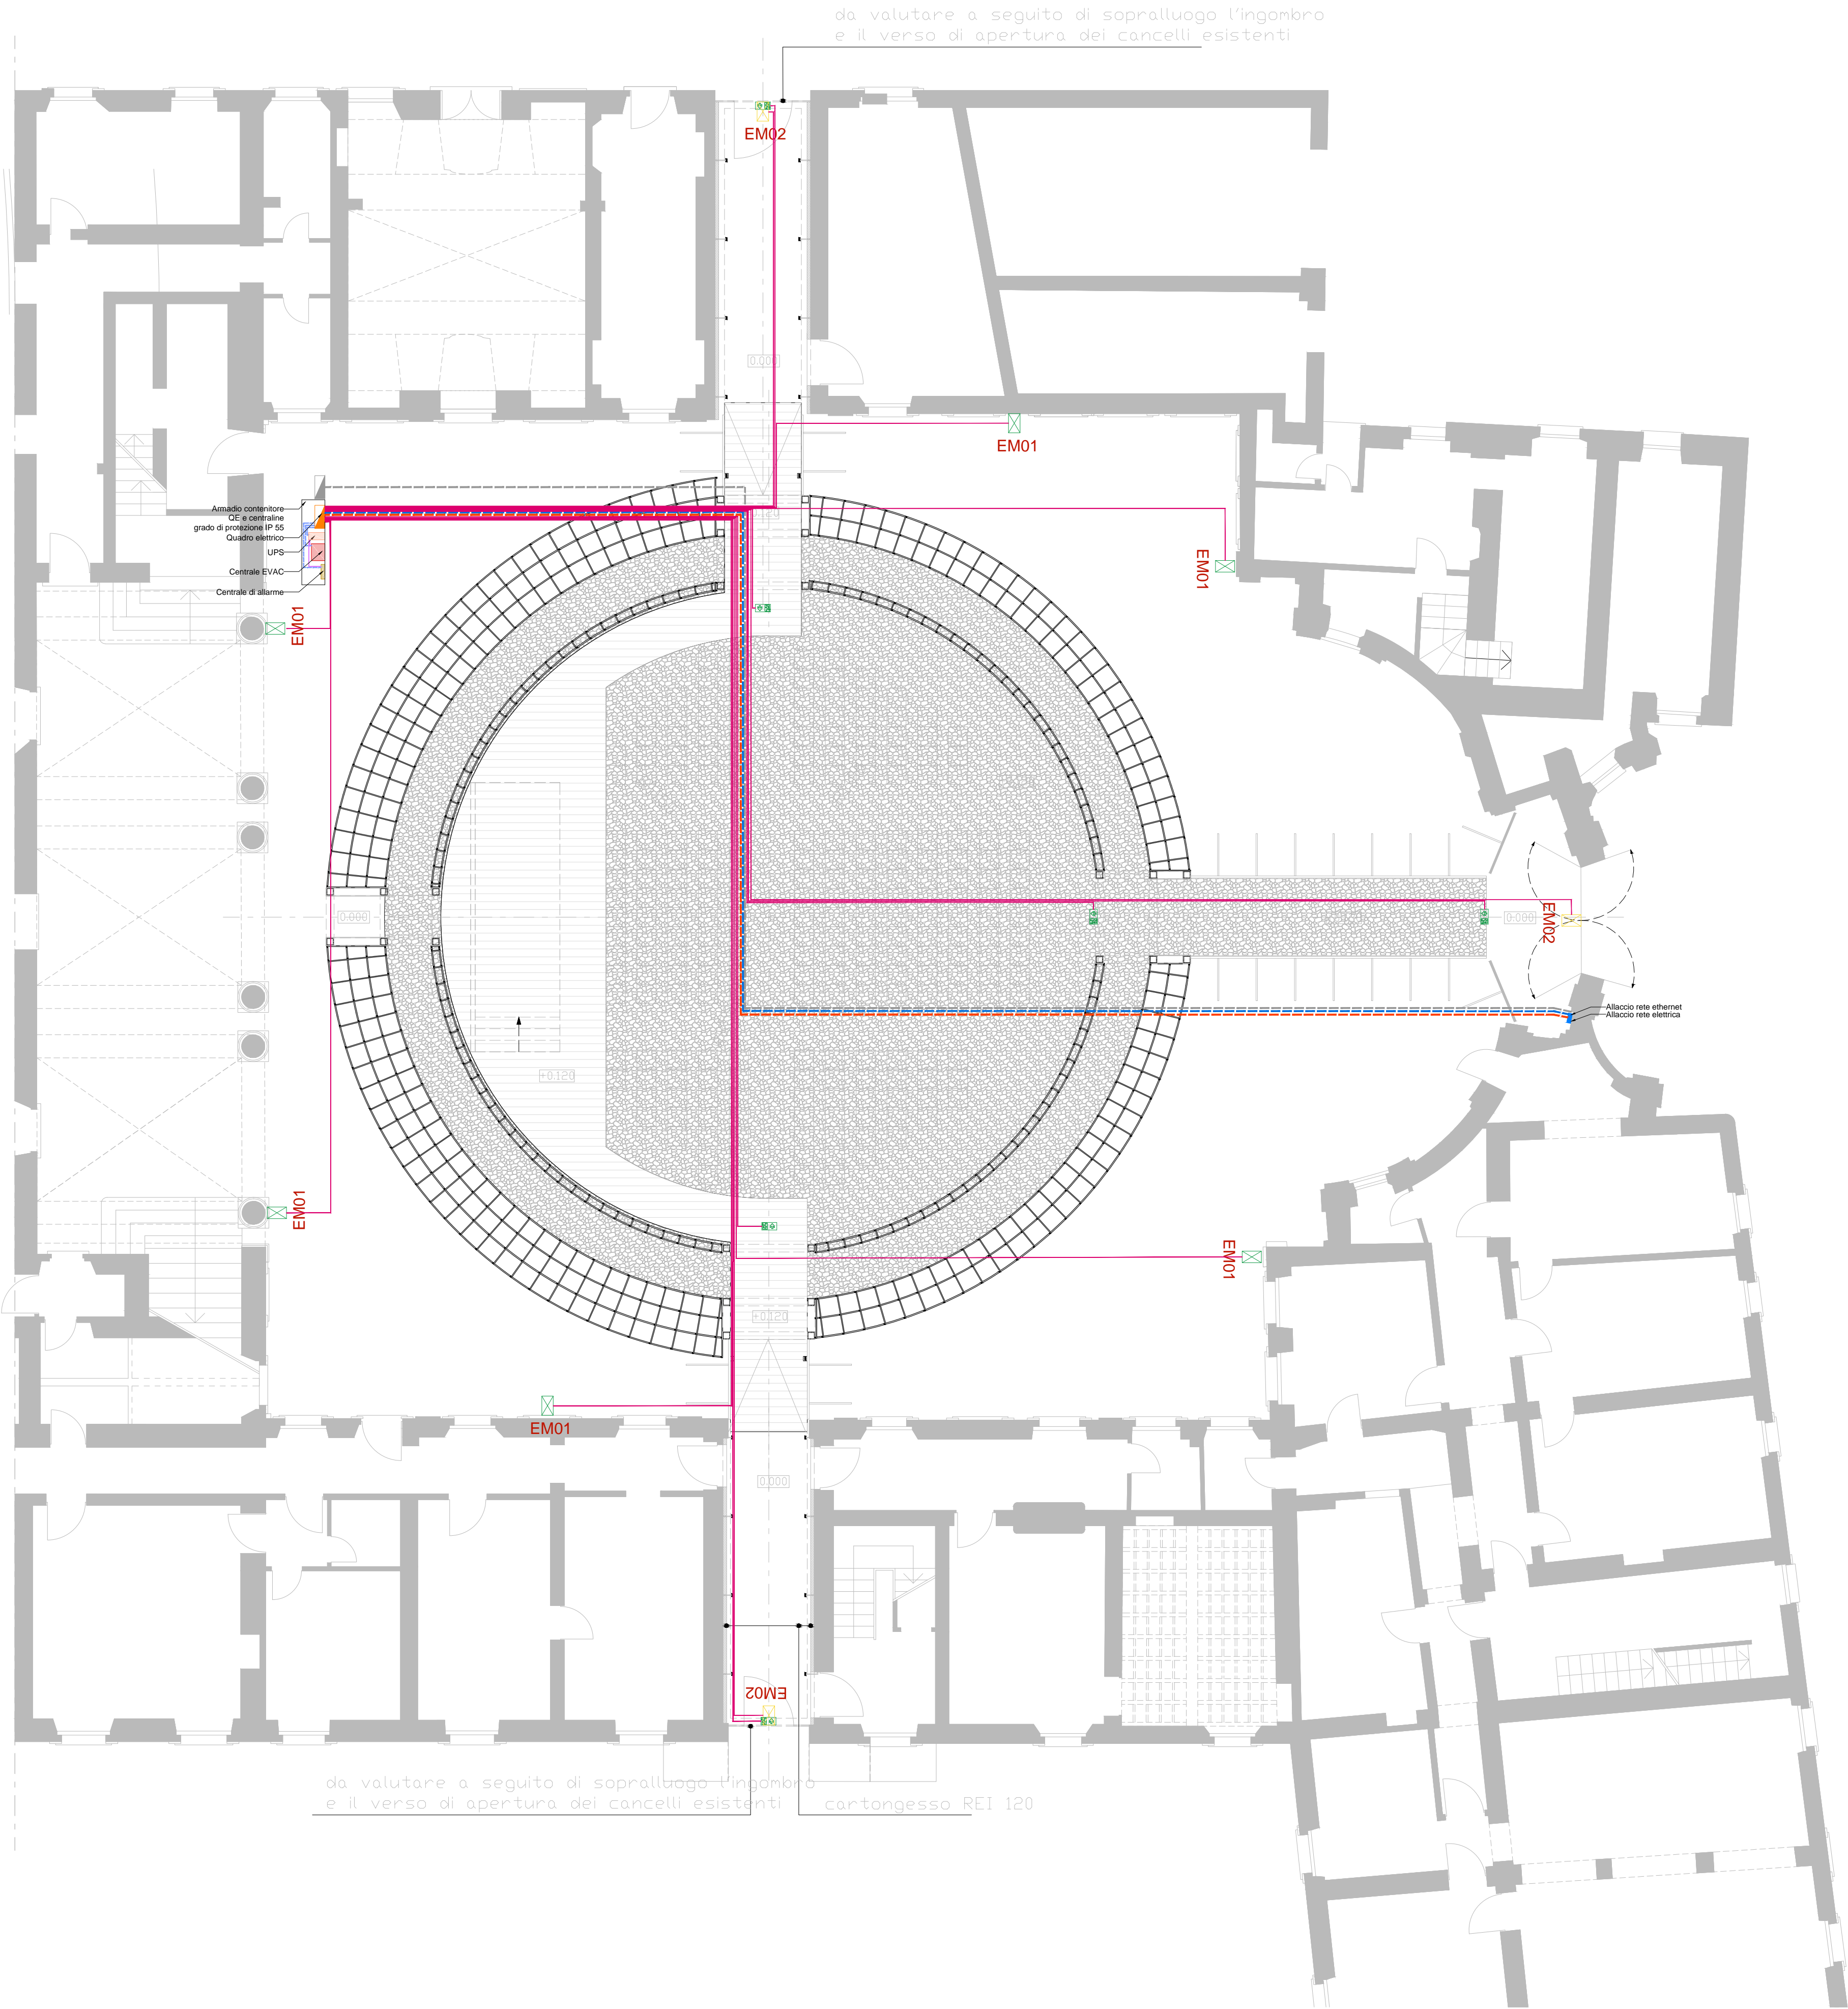 da valutare a seguito di sopralluogo l'ingombro
e il verso di apertura dei cancelli esistenti
EM02
0.000
EM01
Armadio contenitore
QE e centraline
grado di protezione IP 55
Quadro elettrico
UPS
Centrale EVAC
Centrale di allarme
EM01
EM01
0.000
EM02
0.000
Allaccio rete ethernet
Allaccio rete elettrica
+0.120
EM01
EM01
+0.120
EM01
0.000
EM02
da valutare a seguito di sopralluogo l'ingombro
e il verso di apertura dei cancelli esistenti
cartongesso REI 120